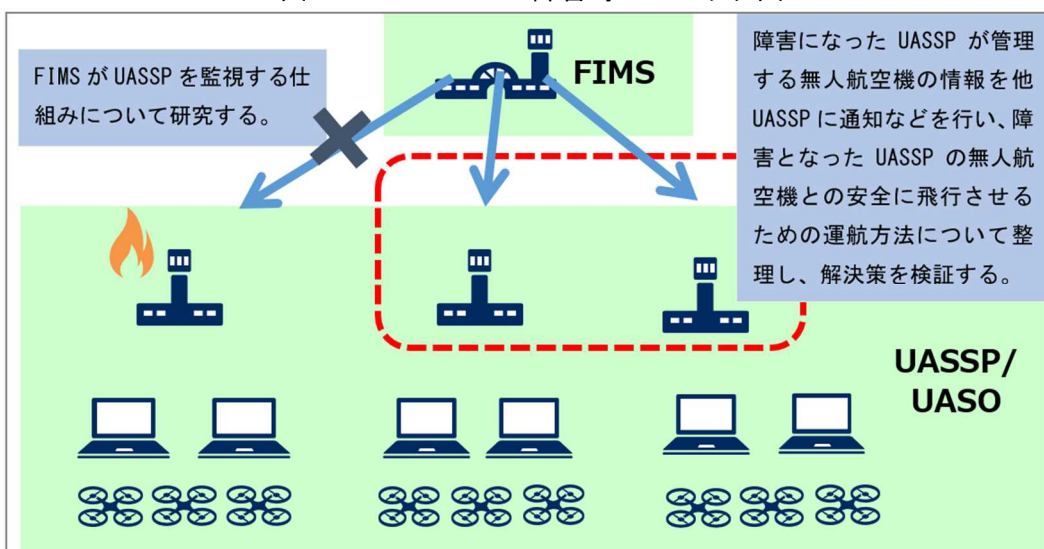 FIMS が UASSP を監視する仕
組みについて研究する。
FIMS
障害になった UASSP が管理
する無人航空機の情報を他
UASSP に通知などを行い、障
害となった UASSP の無人航
空機との安全に飛行させる
ための運航方法について整
理し、解決策を検証する。
UASSP/
UASO